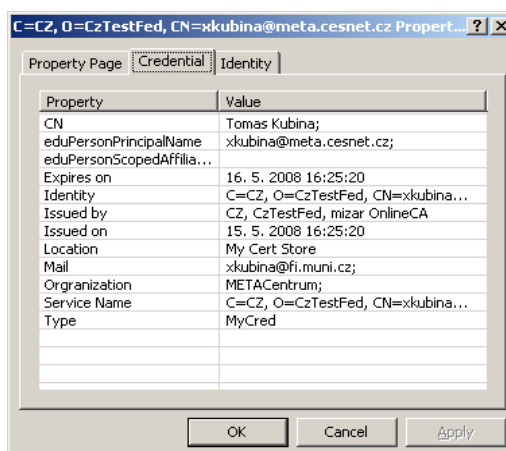 C=CZ, O=CzTestFed, CN=xkubina@meta.cesnet.cz Propert... ? X
Property Page Credential Identity
Property Value
CN Tomas Kubina;
eduPersonPrincipalName xkubina@meta.cesnet.cz;
eduPersonScopedAffilia...
Expires on 16. 5. 2008 16:25:20
Identity C=CZ, O=CzTestFed, CN=xkubina...
Issued by CZ, CzTestFed, mizar OnlineCA
Issued on 15. 5. 2008 16:25:20
Location My Cert Store
Mail xkubina@fi.muni.cz;
Orgranization METACentrum;
Service Name C=CZ, O=CzTestFed, CN=xkubina...
Type MyCred
OK Cancel Apply